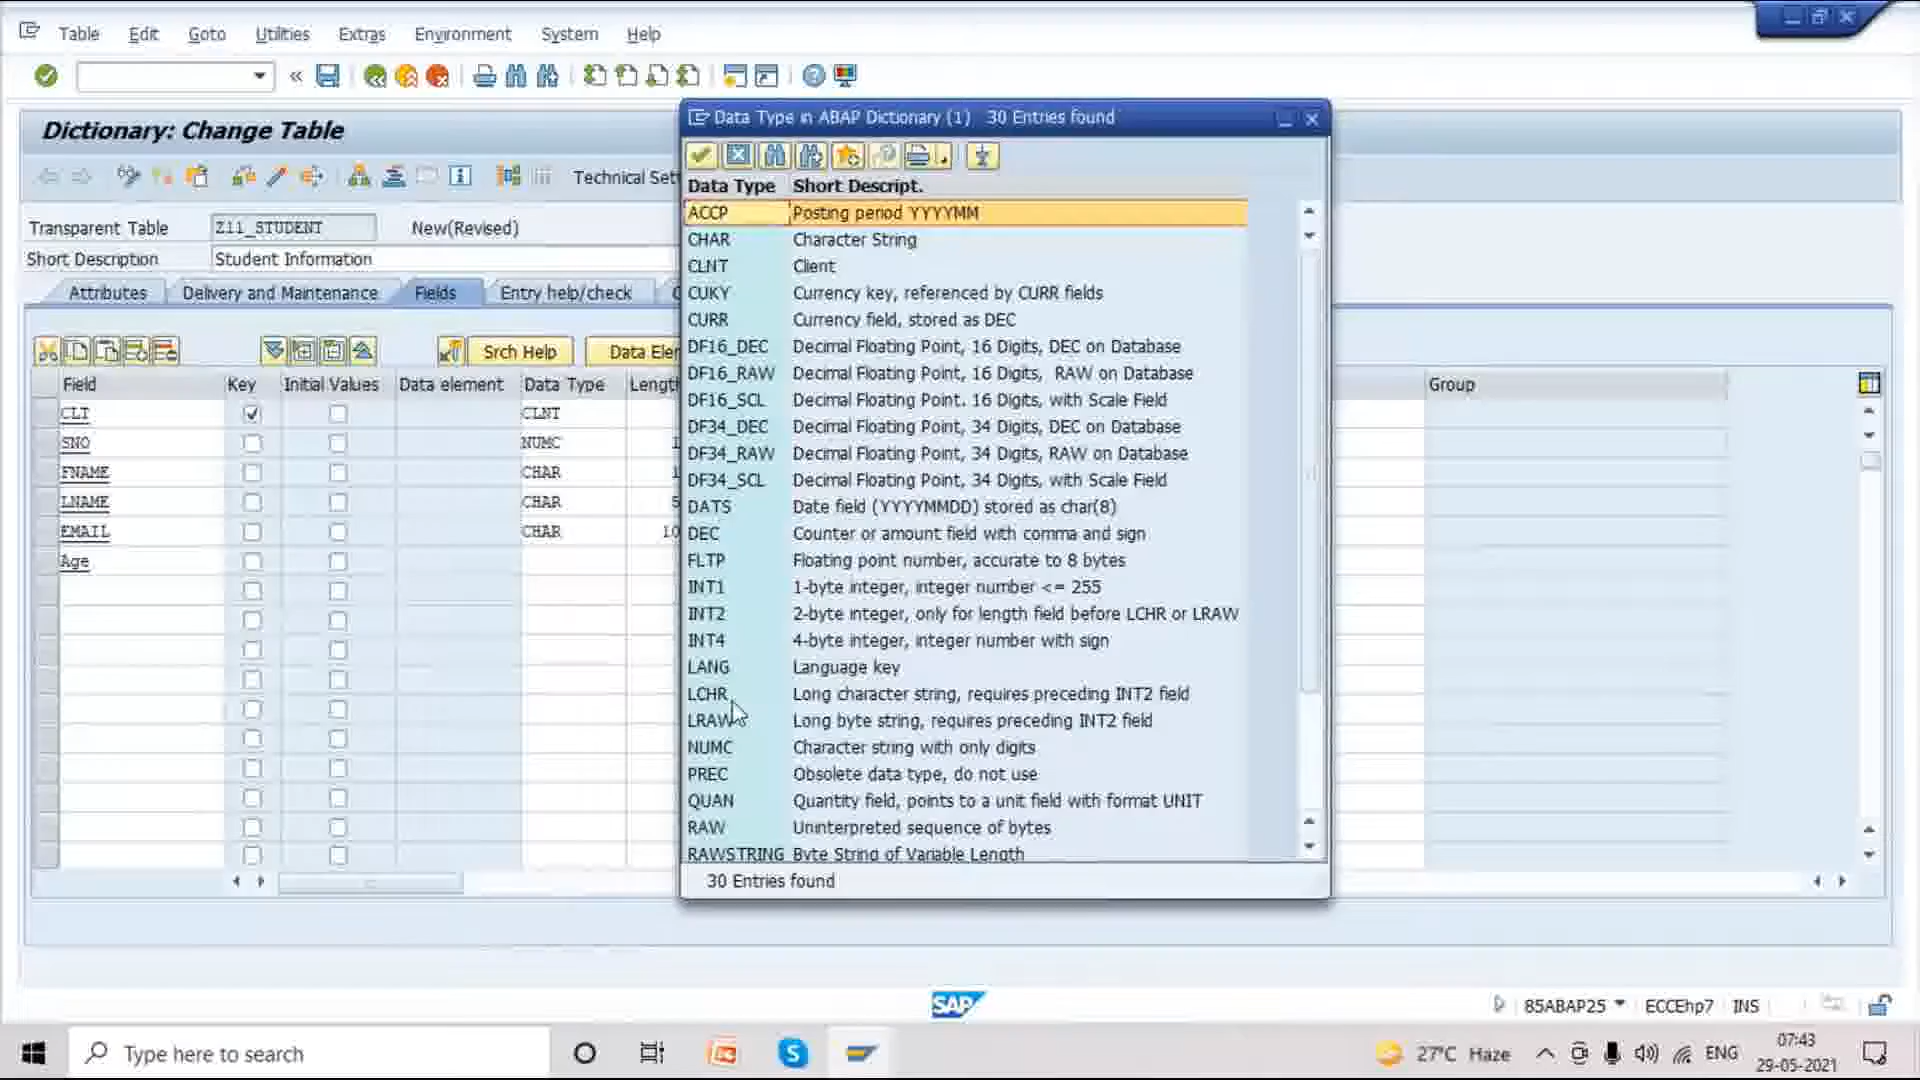 Table Edit Goto Utilities Extras Environment System Help
Dictionary: Change Table
Technical Set
Transparent Table Z11_STUDENT New(Revised)
Short Description Student Information
Attributes Delivery and Maintenance Fields Entry help/check
Srch Help Data Ele
Field Key Initial Values Data element Data Type Length Group
CLI CLNT
SNO NUMC
FNAME CHAR
LNAME CHAR
EMAIL CHAR 10
Age
Data Type in ABAP Dictionary (1) 30 Entries found
Data Type Short Descript.
ACCP Posting period YYYYMM
CHAR Character String
CLNT Client
CUKY Currency key, referenced by CURR fields
CURR Currency field, stored as DEC
DF16_DEC Decimal Floating Point, 16 Digits, DEC on Database
DF16_RAW Decimal Floating Point, 16 Digits, RAW on Database
DF16_SCL Decimal Floating Point. 16 Digits, with Scale Field
DF34_DEC Decimal Floating Point, 34 Digits, DEC on Database
DF34_RAW Decimal Floating Point, 34 Digits, RAW on Database
DF34_SCL Decimal Floating Point, 34 Digits, with Scale Field
DATS Date field (YYYYMMDD) stored as char(8)
DEC Counter or amount field with comma and sign
FLTP Floating point number, accurate to 8 bytes
INT1 1-byte integer, integer number <= 255
INT2 2-byte integer, only for length field before LCHR or LRAW
INT4 4-byte integer, integer number with sign
LANG Language key
LCHR Long character string, requires preceding INT2 field
LRAW Long byte string, requires preceding INT2 field
NUMC Character string with only digits
PREC Obsolete data type, do not use
QUAN Quantity field, points to a unit field with format UNIT
RAW Uninterpreted sequence of bytes
RAWSTRING Byte String of Variable Length
30 Entries found
SAP 85ABAP25 ECCEhp7 INS
Type here to search 27°C Haze ENG 07:43
29-05-2021